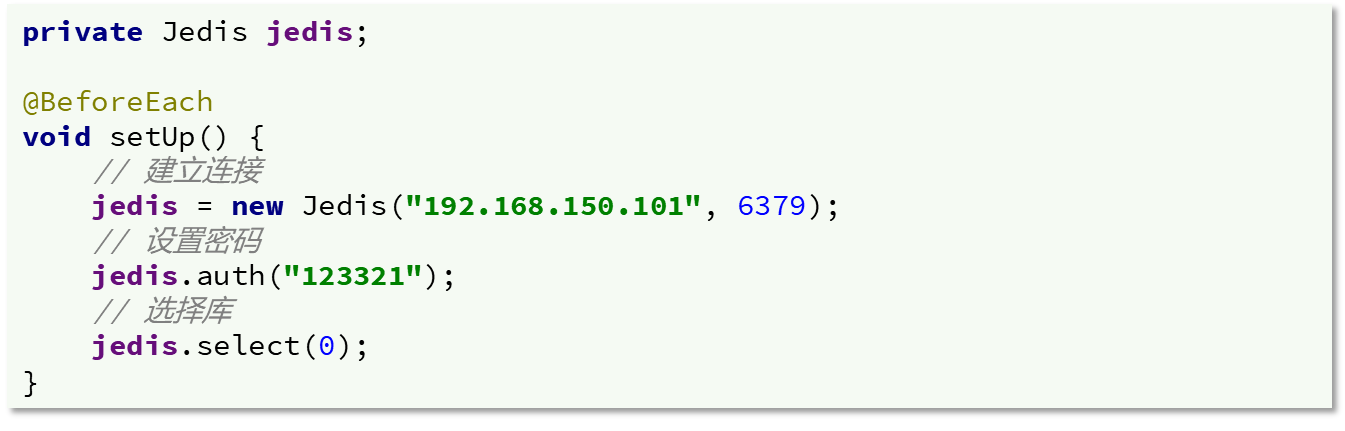 private Jedis jedis;
@BeforeEach
void setUp() {
// 建立连接
jedis = new Jedis("192.168.150.101", 6379);
// 设置密码
jedis.auth("123321");
// 选择库
jedis.select(0);
}